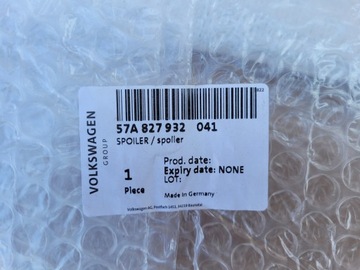 VOLKSWAGEN
GROUP
57A 827 932 041
SPOILER / spoiler
Prod. date:
Expiry date: NONE
LOT:
1
Piece
Made in Germany